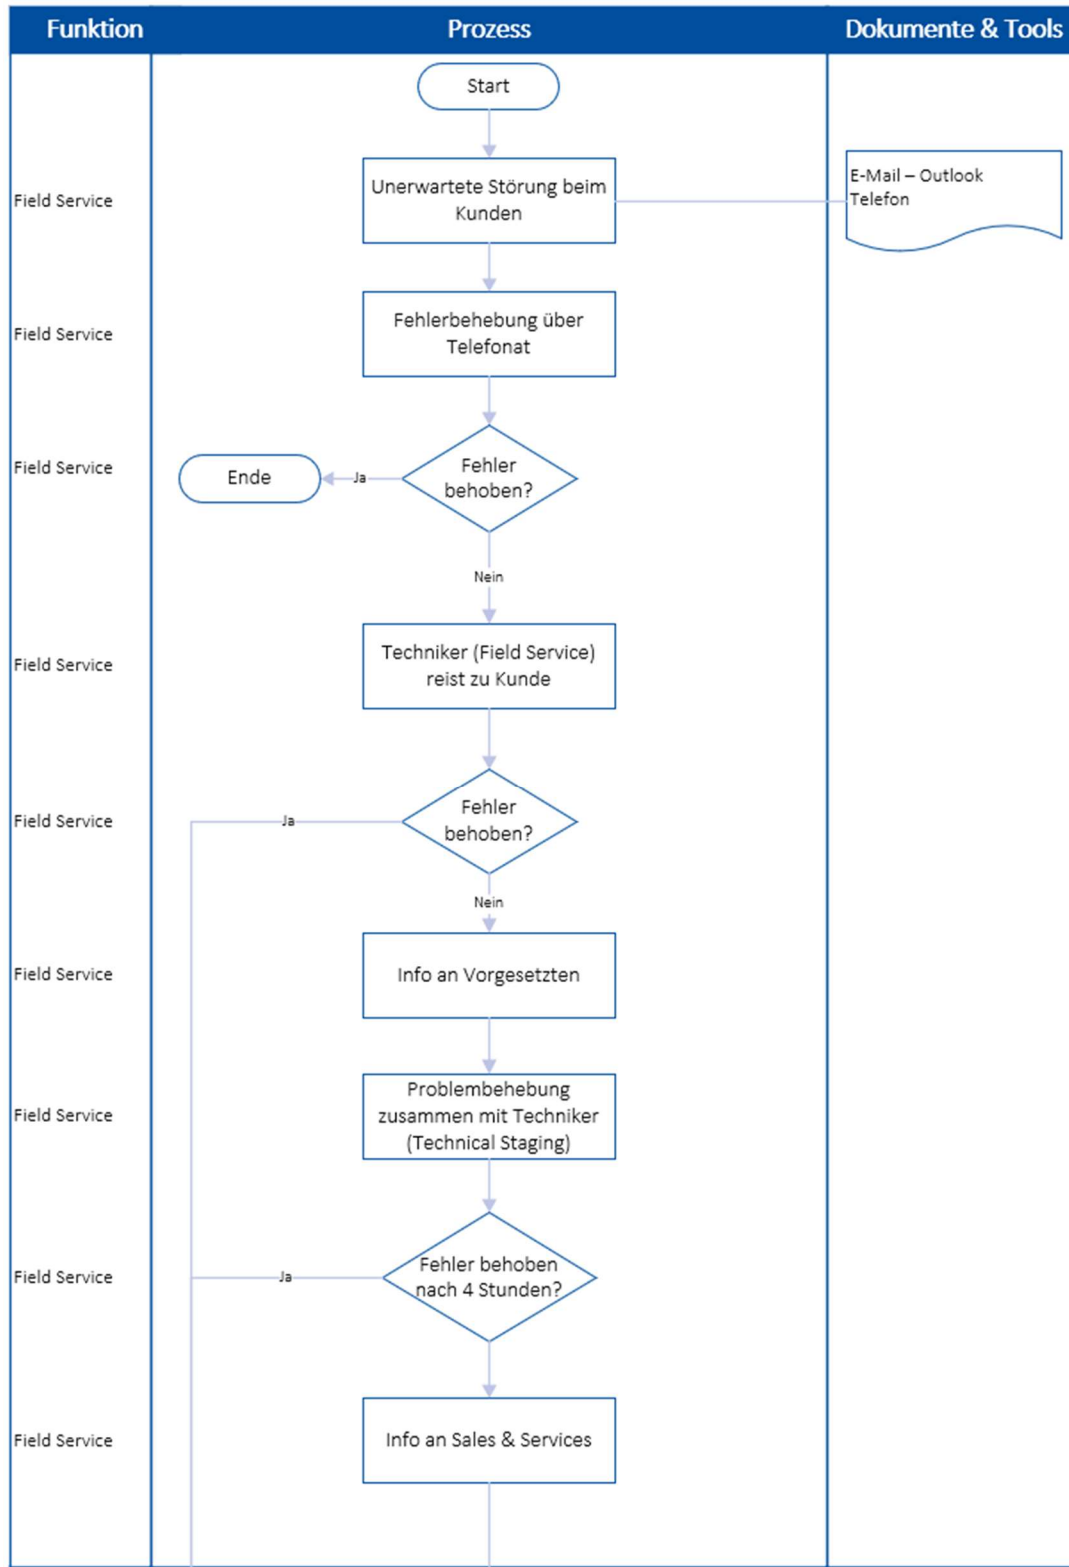 Funktion
Prozess
Dokumente & Tools
Start
Field Service
Unerwartete Störung beim
Kunden
E-Mail – Outlook
Telefon
Field Service
Fehlerbehebung über
Telefonat
Field Service
Ende
Ja
Fehler
behoben?
Nein
Field Service
Techniker (Field Service)
reist zu Kunde
Field Service
Ja
Fehler
behoben?
Nein
Field Service
Info an Vorgesetzten
Field Service
Problembehebung
zusammen mit Techniker
(Technical Staging)
Field Service
Ja
Fehler behoben
nach 4 Stunden?
Field Service
Info an Sales & Services